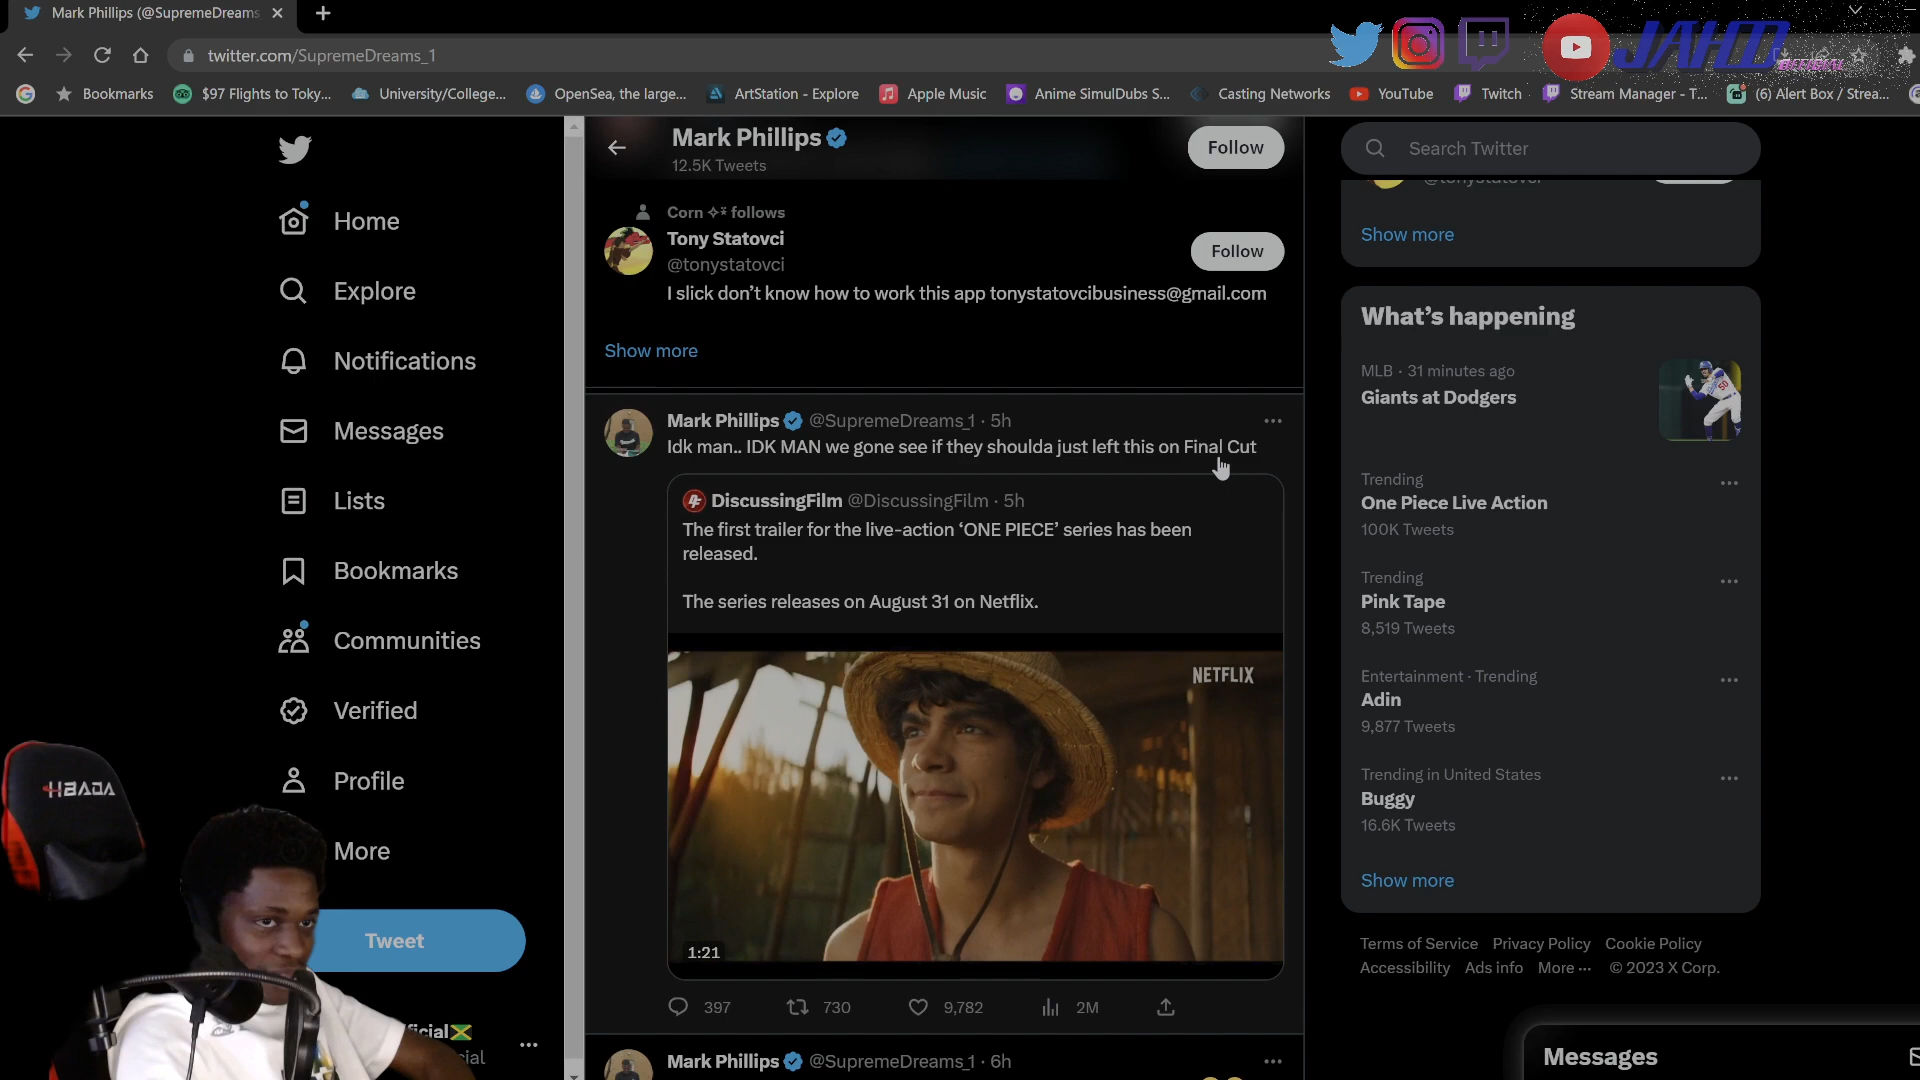 Mark Phillips (@SupremeDreams_
twitter.com/SupremeDreams_1
JAHD
OFFICIAL
Bookmarks
$97 Flights to Toky...
University/College...
OpenSea, the large...
ArtStation - Explore
Apple Music
Anime SimulDubs S...
Casting Networks
YouTube
Twitch
Stream Manager - T...
(6) Alert Box / Strea...
Home
Explore
Notifications
Messages
Lists
Bookmarks
Communities
Verified
Profile
More
Tweet
HBADA
ficial🇯🇲
ial
Mark Phillips
12.5K Tweets
Follow
Corn follows
Tony Statovci
@tonystatovci
Follow
I slick don’t know how to work this app tonystatovcibusiness@gmail.com
Show more
Mark Phillips @SupremeDreams_1 · 5h
Idk man.. IDK MAN we gone see if they shoulda just left this on Final Cut
DiscussingFilm @DiscussingFilm · 5h
The first trailer for the live-action ‘ONE PIECE’ series has been
released.
The series releases on August 31 on Netflix.
NETFLIX
1:21
397
730
9,782
2M
Mark Phillips @SupremeDreams_1 · 6h
Search Twitter
@tonystatovci
Show more
What’s happening
MLB · 31 minutes ago
Giants at Dodgers
Trending
One Piece Live Action
100K Tweets
Trending
Pink Tape
8,519 Tweets
Entertainment · Trending
Adin
9,877 Tweets
Trending in United States
Buggy
16.6K Tweets
Show more
Terms of Service Privacy Policy Cookie Policy
Accessibility Ads info More ··· © 2023 X Corp.
Messages